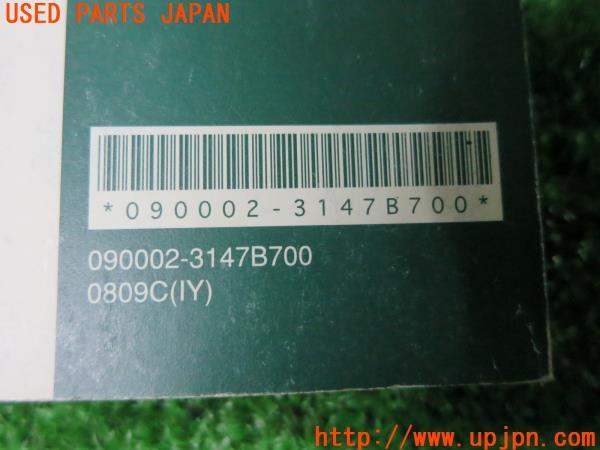 USED PARTS JAPAN
*090002-3147B700*
090002-3147B700
0809C(IY)
http://www.upjpn.com